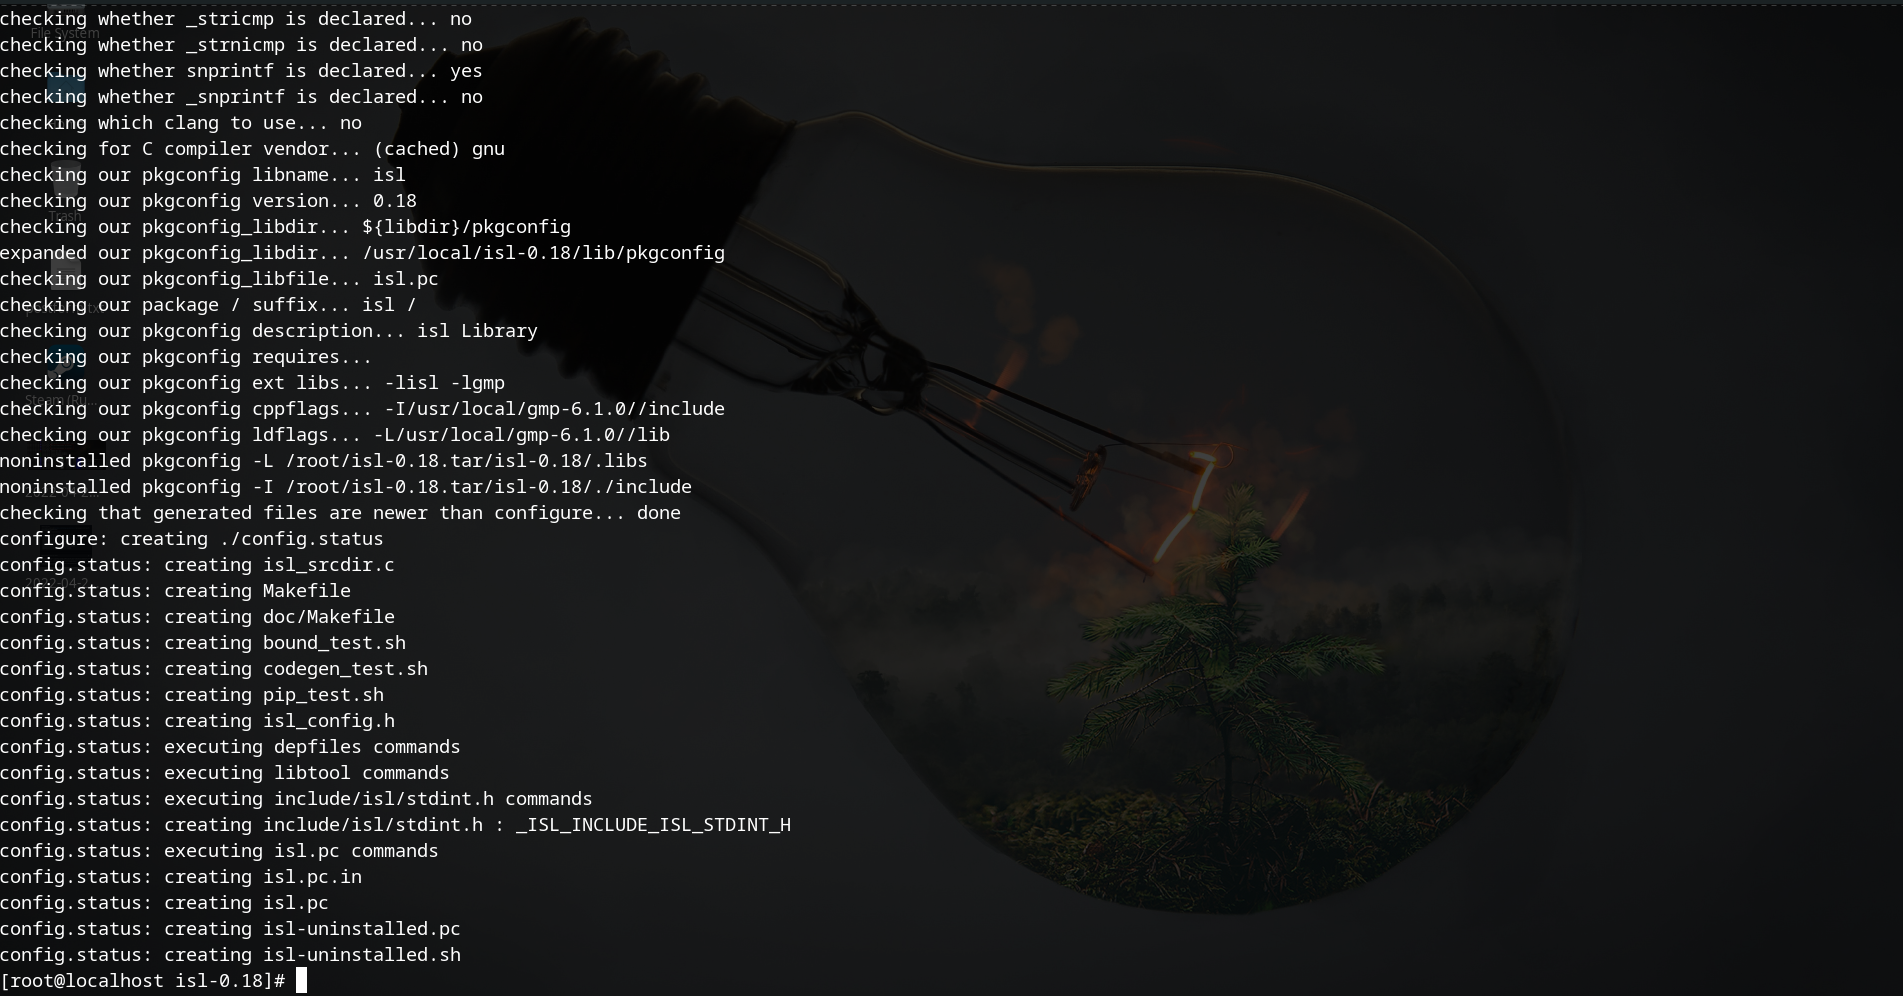 checking whether _stricmp is declared... no
File System
checking whether _strnicmp is declared... no
checking whether snprintf is declared... yes
checking whether _snprintf is declared... no
checking which clang to use... no
checking for C compiler vendor... (cached) gnu
checking our pkgconfig libname... isl
checking our pkgconfig version... 0.18
Trash
checking our pkgconfig_libdir... ${libdir}/pkgconfig
expanded our pkgconfig_libdir... /usr/local/isl-0.18/lib/pkgconfig
checking our pkgconfig_libfile... isl.pc
checking our package / suffix... isl /
checking our pkgconfig description... isl Library
checking our pkgconfig requires...
checking our pkgconfig ext libs... -lisl -lgmp
Steam (Ru...
checking our pkgconfig cppflags... -I/usr/local/gmp-6.1.0//include
checking our pkgconfig ldflags... -L/usr/local/gmp-6.1.0//lib
noninstalled pkgconfig -L /root/isl-0.18.tar/isl-0.18/.libs
noninstalled pkgconfig -I /root/isl-0.18.tar/isl-0.18/./include
2022-04-2...
checking that generated files are newer than configure... done
configure: creating ./config.status
config.status: creating isl_srcdir.c
2022-04-2...
config.status: creating Makefile
config.status: creating doc/Makefile
config.status: creating bound_test.sh
config.status: creating codegen_test.sh
config.status: creating pip_test.sh
config.status: creating isl_config.h
config.status: executing depfiles commands
config.status: executing libtool commands
config.status: executing include/isl/stdint.h commands
config.status: creating include/isl/stdint.h : _ISL_INCLUDE_ISL_STDINT_H
config.status: executing isl.pc commands
config.status: creating isl.pc.in
config.status: creating isl.pc
config.status: creating isl-uninstalled.pc
config.status: creating isl-uninstalled.sh
[root@localhost isl-0.18]#